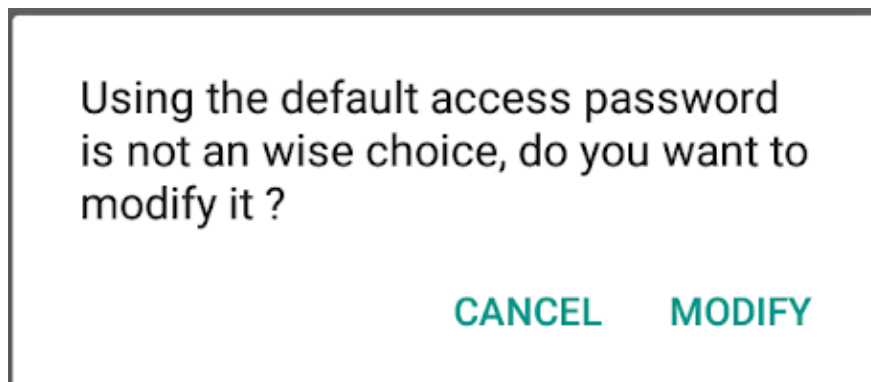 Using the default access password
is not an wise choice, do you want to
modify it ?
CANCEL MODIFY